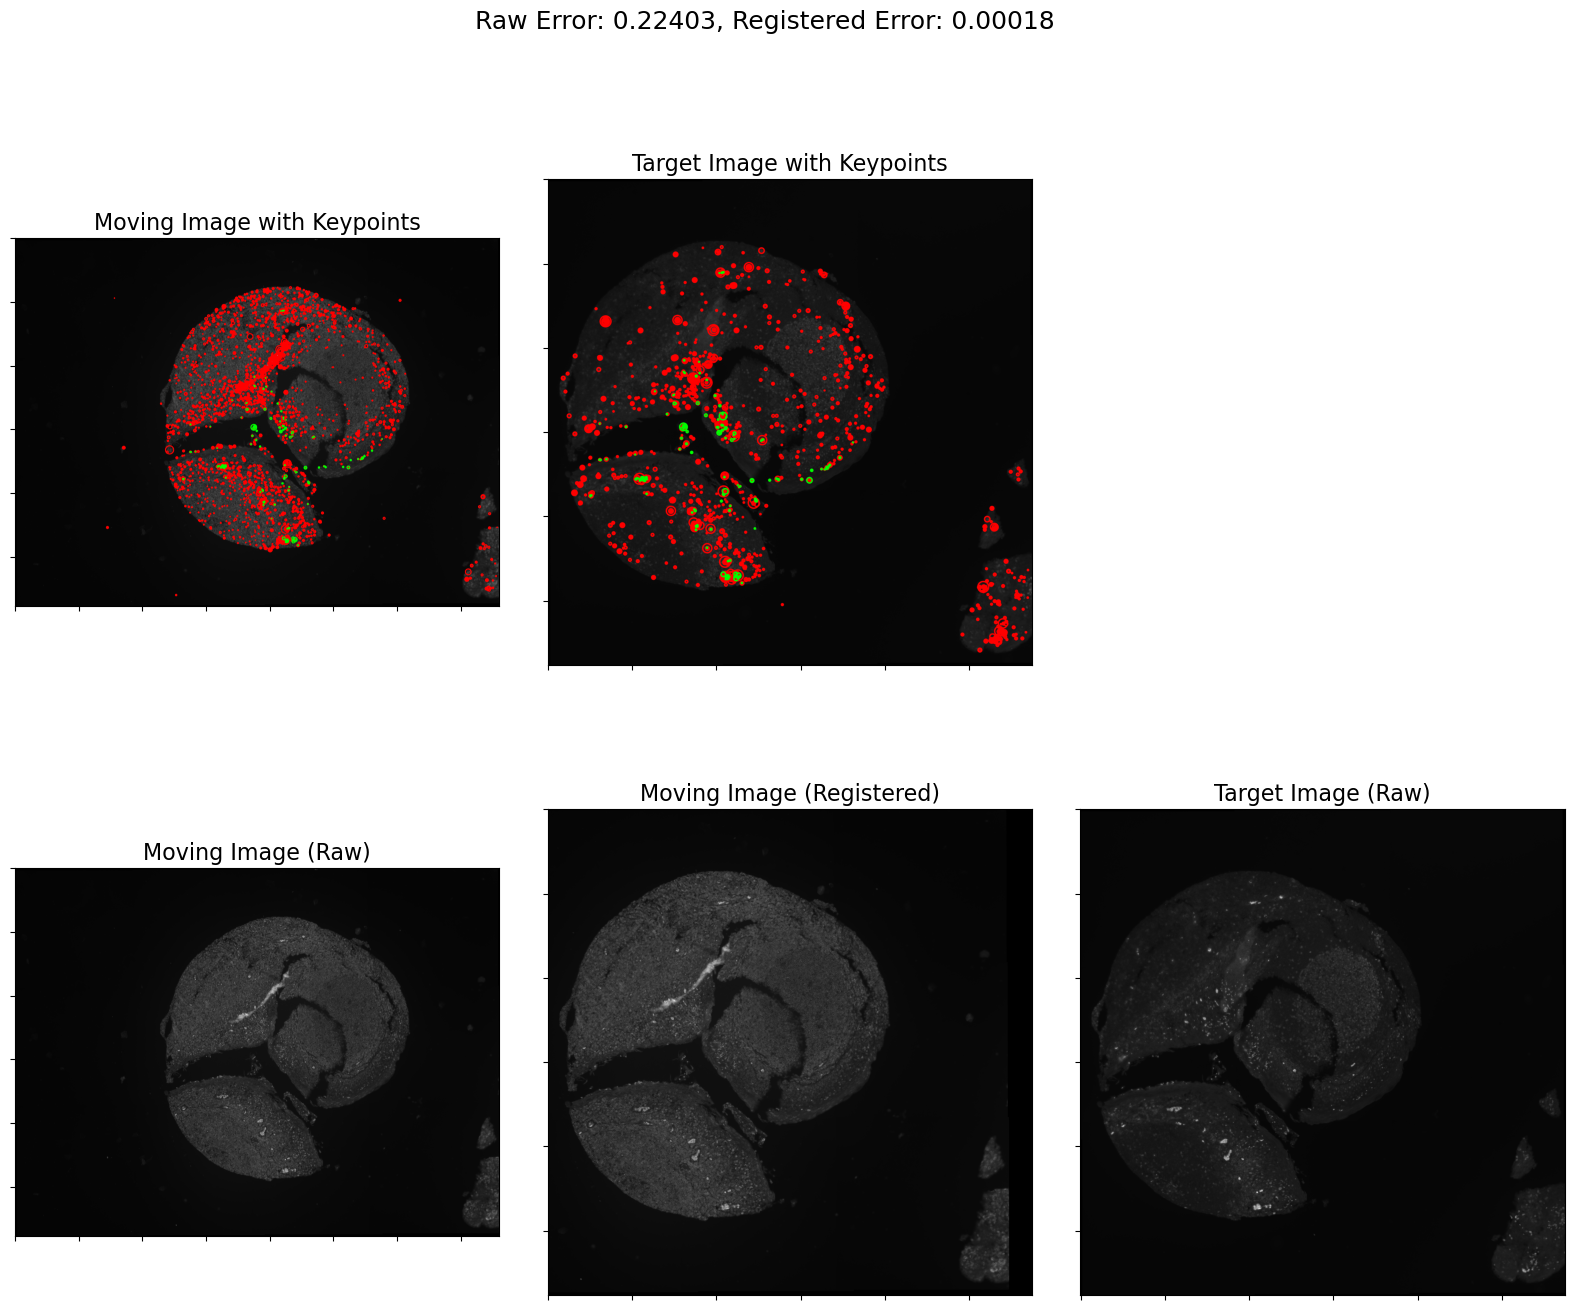 Raw Error: 0.22403, Registered Error: 0.00018
Target Image with Keypoints
Moving Image with Keypoints
Moving Image (Registered)
Target Image (Raw)
Moving Image (Raw)